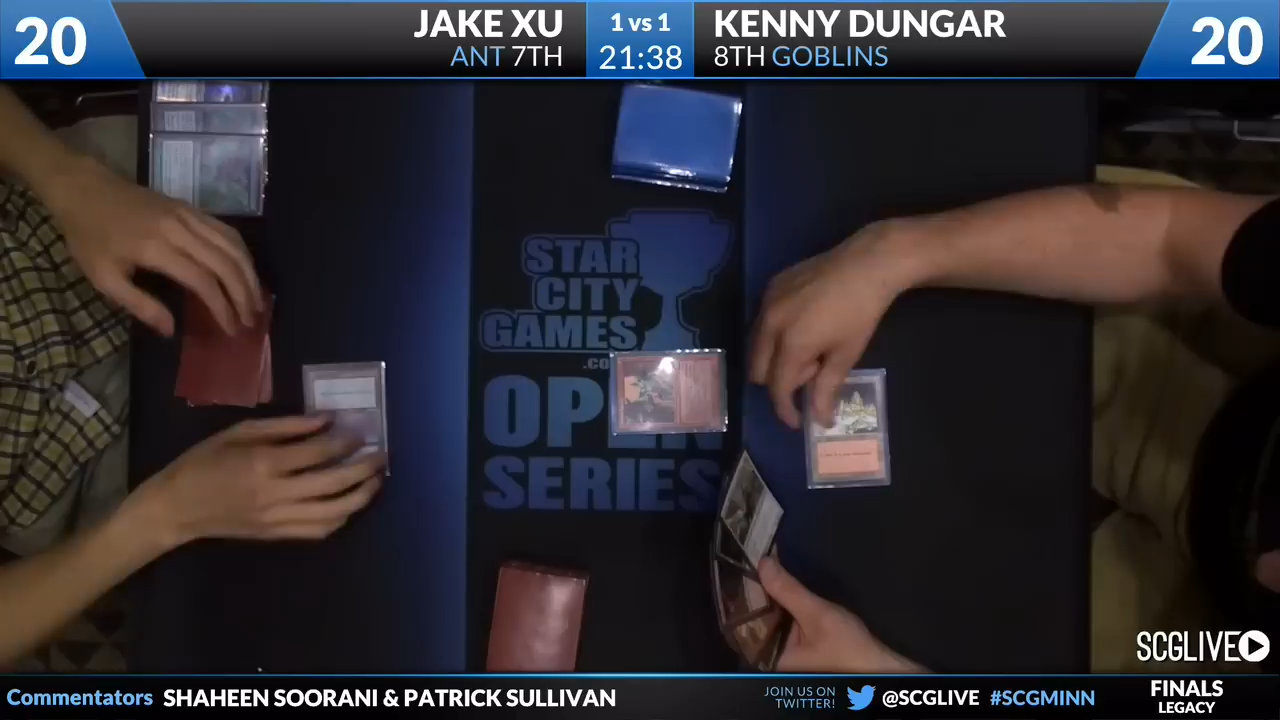 20
JAKE XU
ANT 7TH
1 vs 1
21:38
KENNY DUNGAR
8TH GOBLINS
20
STAR
CITY
GAMES
.co
OPEN
SERIES
SCGLIVE
Commentators SHAHEEN SOORANI & PATRICK SULLIVAN
JOIN US ON
TWITTER!
@SCGLIVE #SCGMINN
FINALS
LEGACY